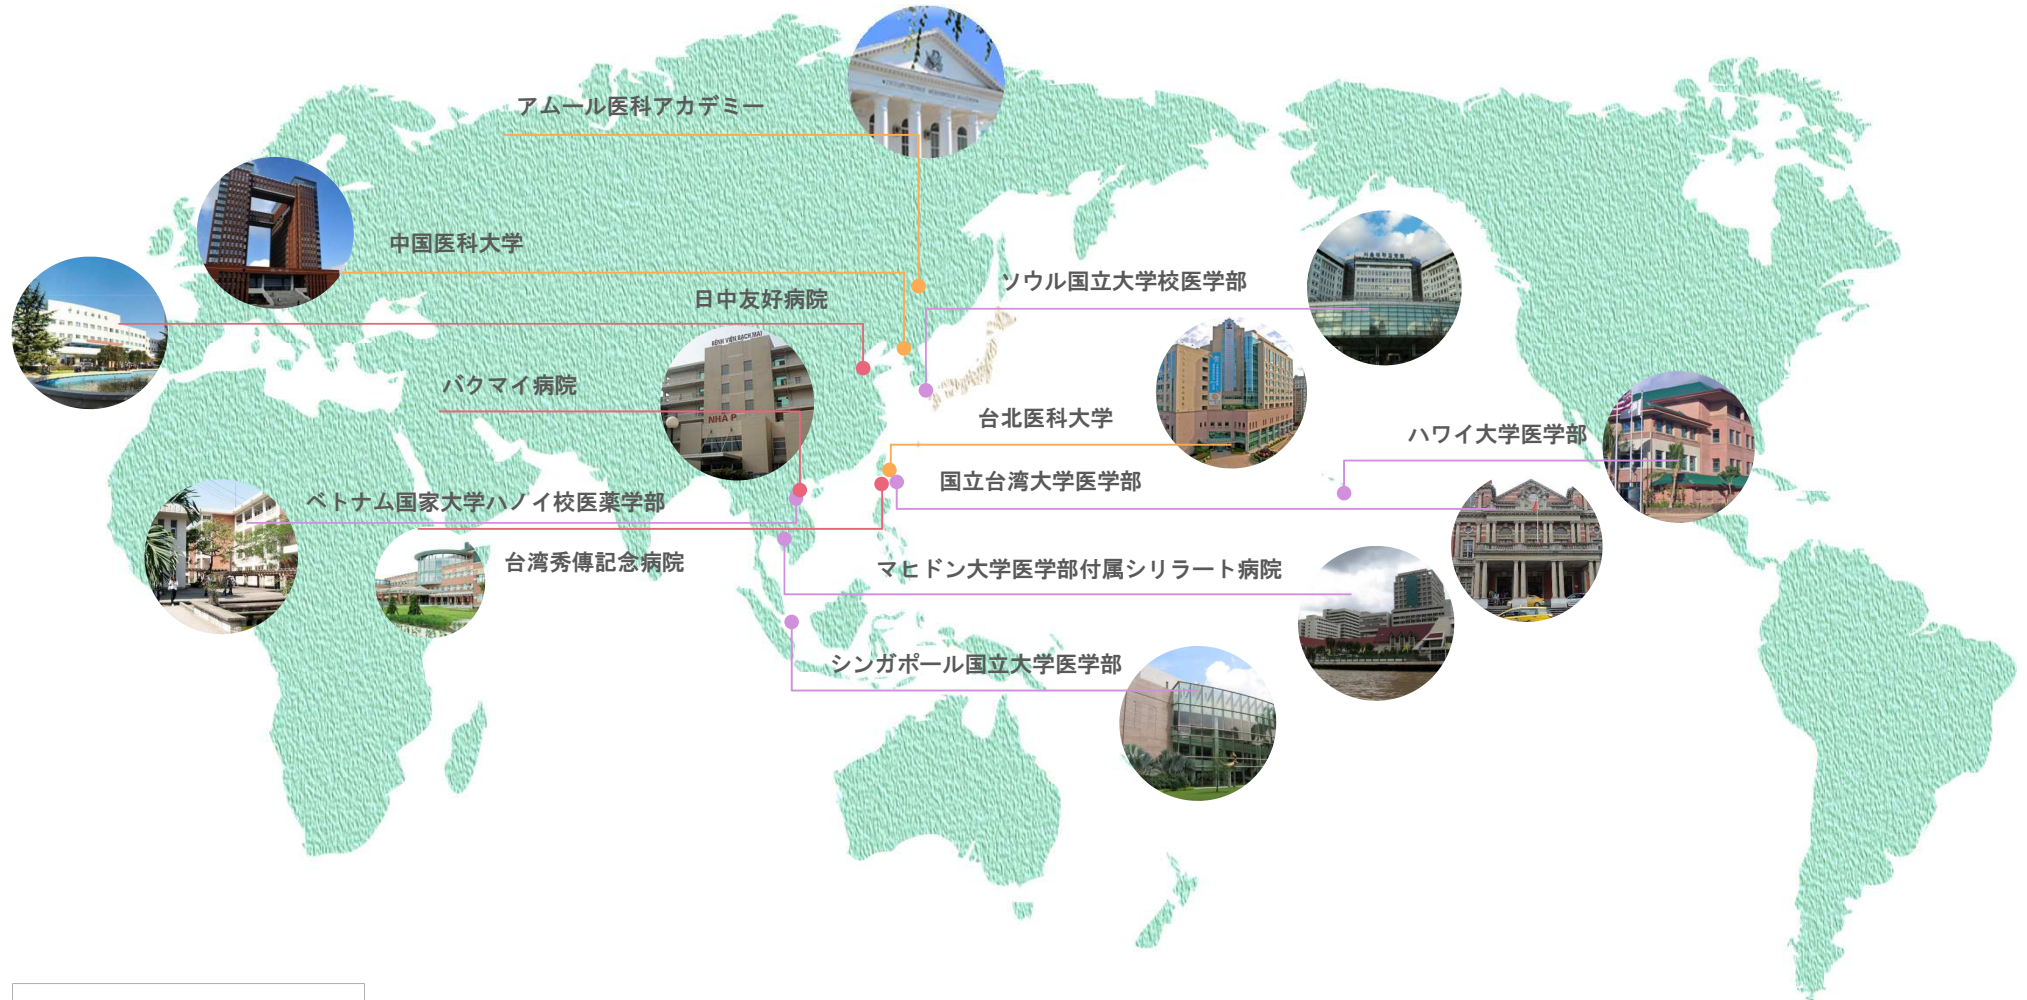 アムール医科アカデミー
中国医科大学
日中友好病院
ソウル国立大学校医学部
BỆNH VIỆN BẠCH MAI
NHÀ P
バクマイ病院
台北医科大学
ハワイ大学医学部
国立台湾大学医学部
ベトナム国家大学ハノイ校医薬学部
台湾秀傳記念病院
マヒドン大学医学部付属シリラート病院
シンガポール国立大学医学部